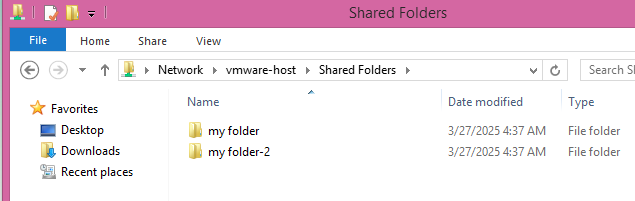 Shared Folders
File Home Share View
Network vmware-host Shared Folders
Favorites Name Date modified Type
Desktop my folder 3/27/2025 4:37 AM File folder
Downloads my folder-2 3/27/2025 4:37 AM File folder
Recent places